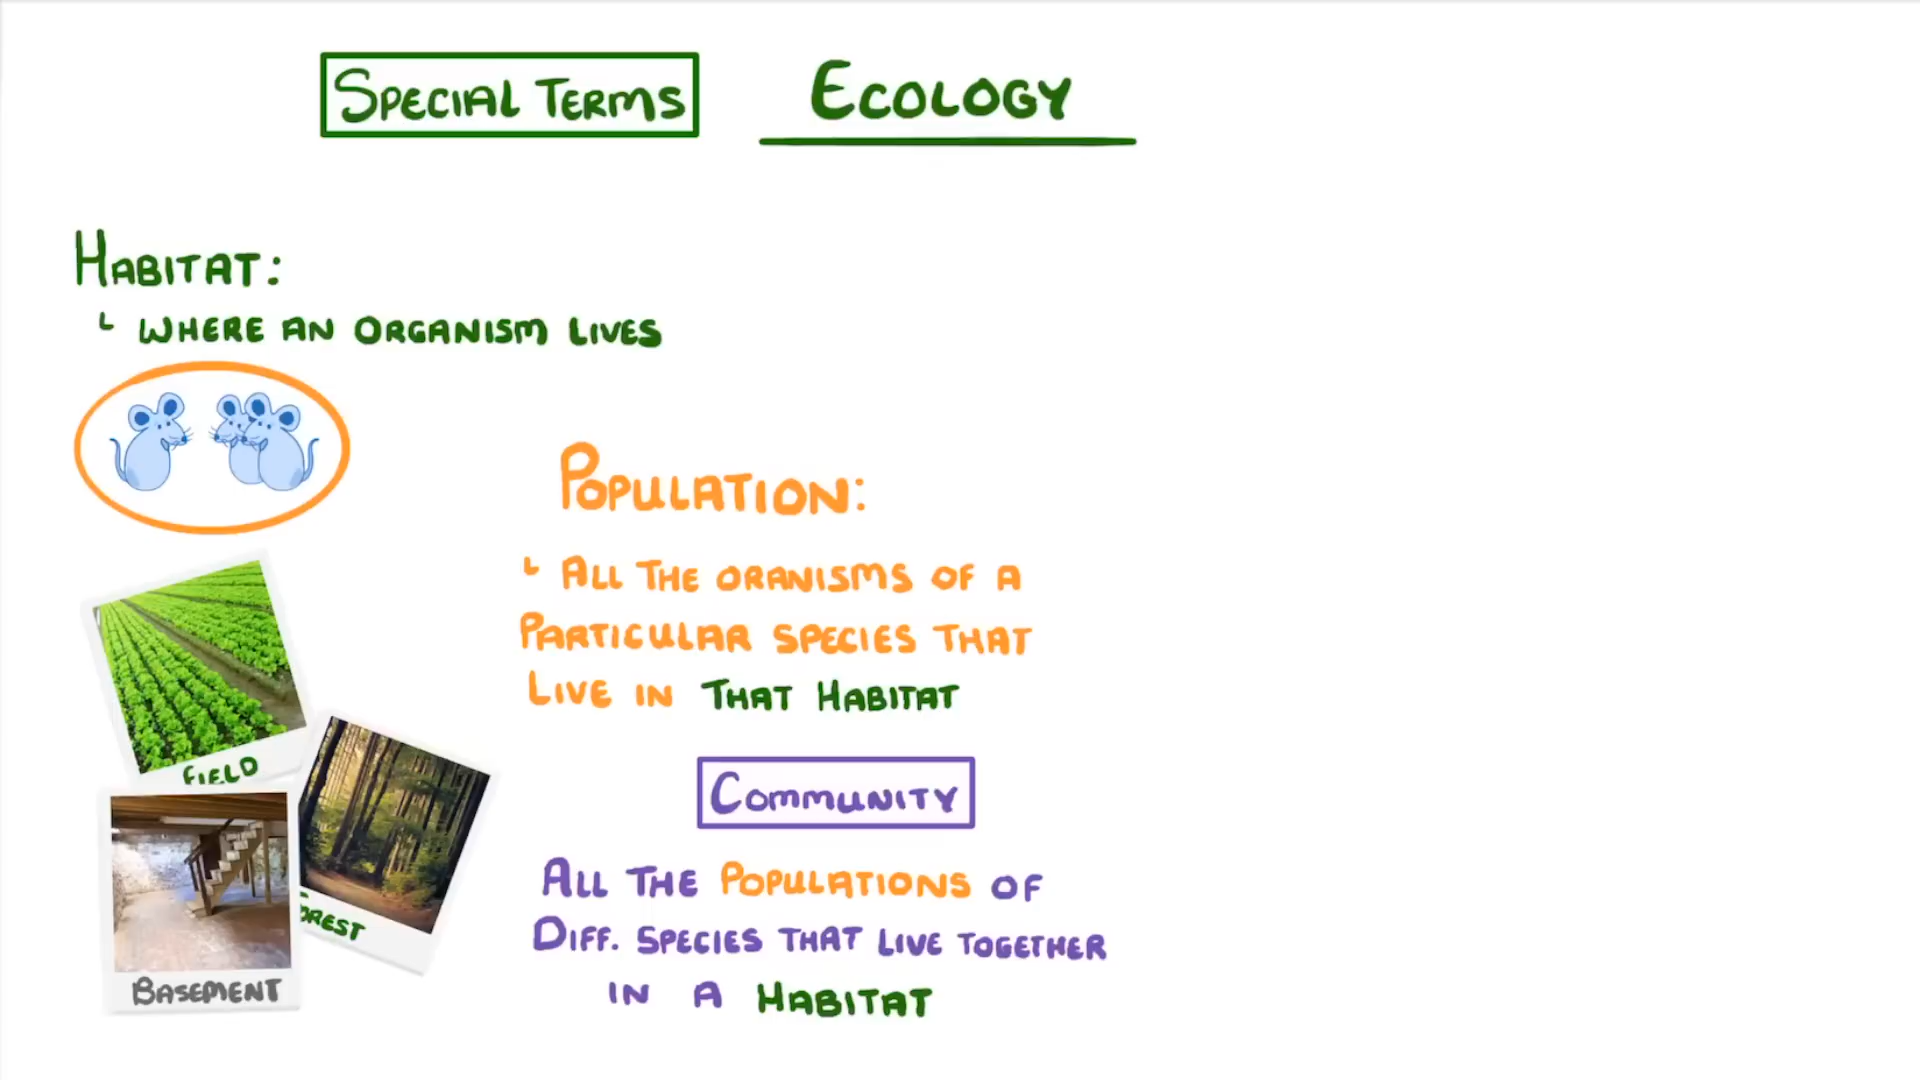 SPECIAL TERMS
ECOLOGY
HABITAT:
└ WHERE AN ORGANISM LIVES
POPULATION:
└ ALL THE ORANISMS OF A
PARTICULAR SPECIES THAT
LIVE IN THAT HABITAT
FIELD
FOREST
BASEMENT
COMMUNITY
ALL THE POPULATIONS OF
DIFF. SPECIES THAT LIVE TOGETHER
IN A HABITAT